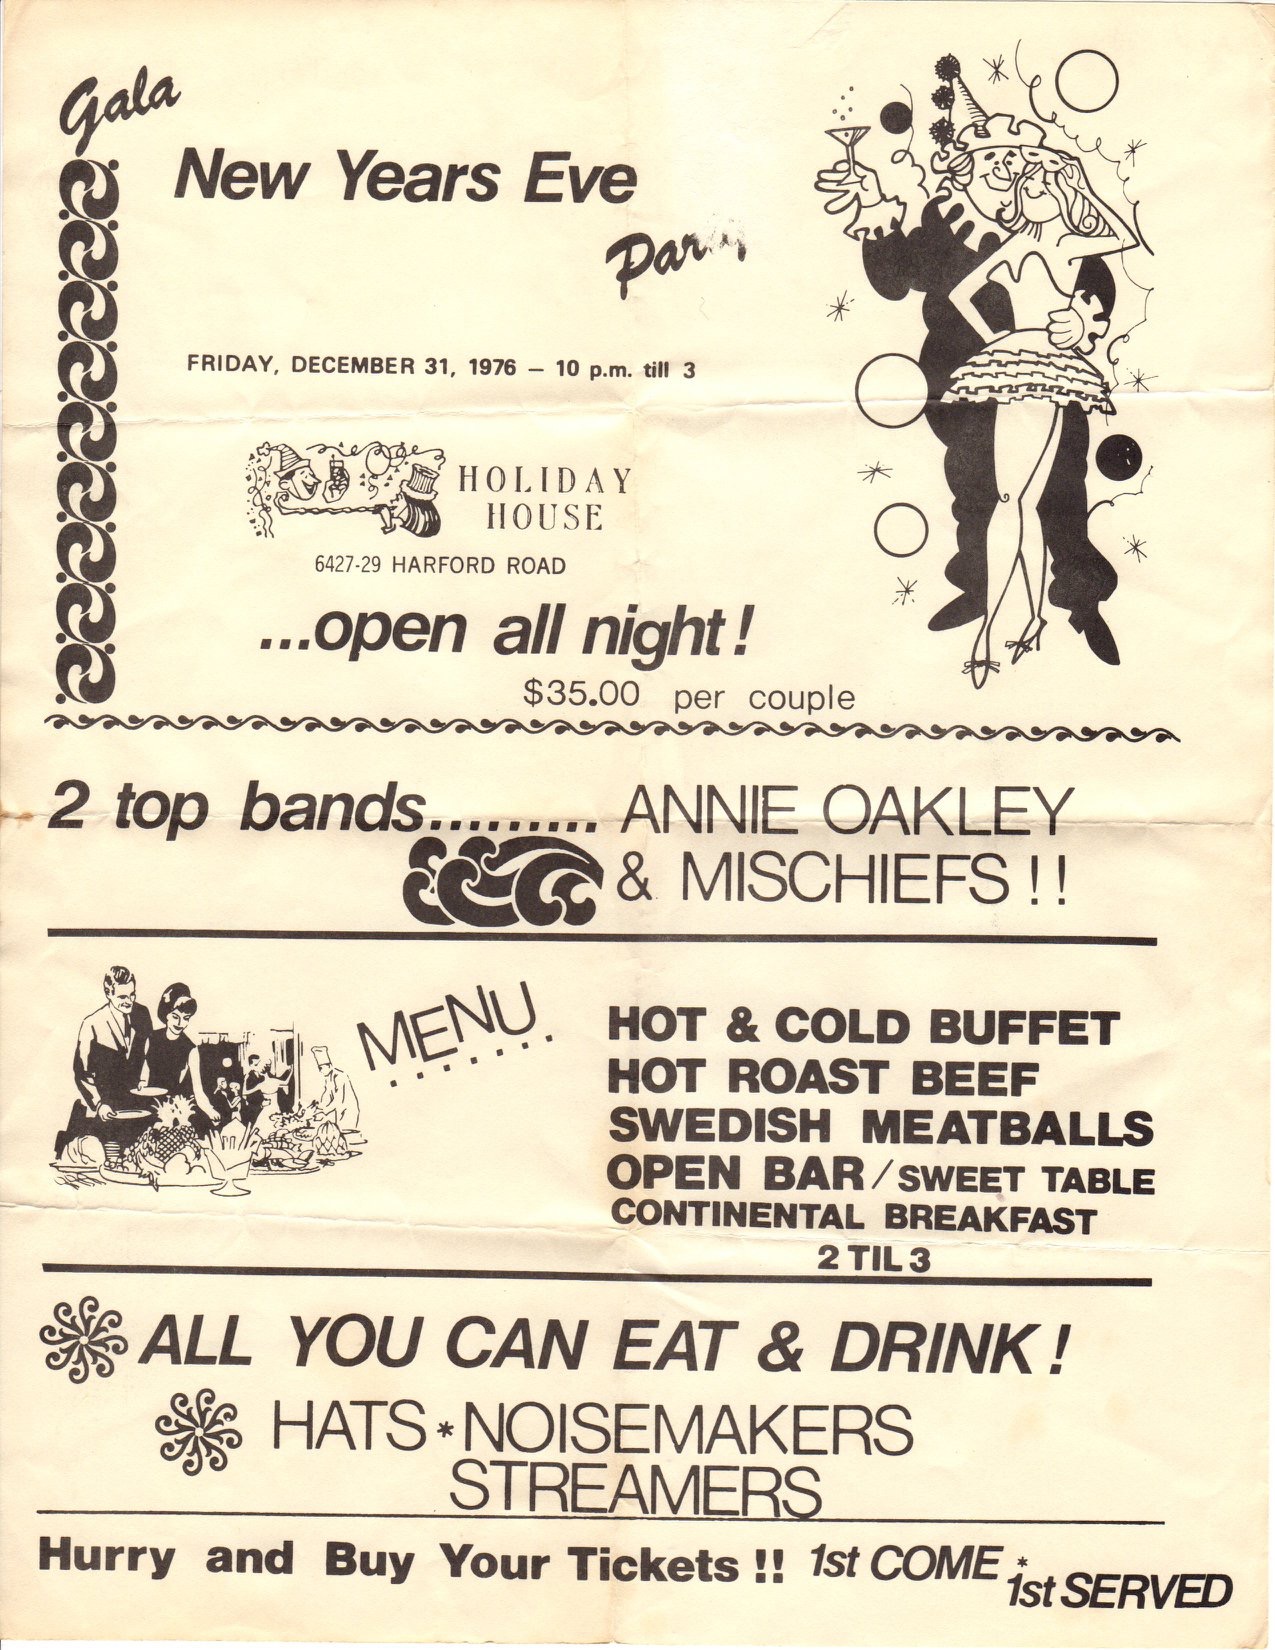 Gala
New Years Eve
Party
FRIDAY, DECEMBER 31, 1976 — 10 p.m. till 3
HOLIDAY
HOUSE
6427-29 HARFORD ROAD
...open all night!
$35.00 per couple
2 top bands......... ANNIE OAKLEY
& MISCHIEFS !!
MENU
HOT & COLD BUFFET
HOT ROAST BEEF
SWEDISH MEATBALLS
OPEN BAR / SWEET TABLE
CONTINENTAL BREAKFAST
2 TIL 3
ALL YOU CAN EAT & DRINK!
HATS * NOISEMAKERS
STREAMERS
Hurry and Buy Your Tickets !! 1st COME *
1st SERVED